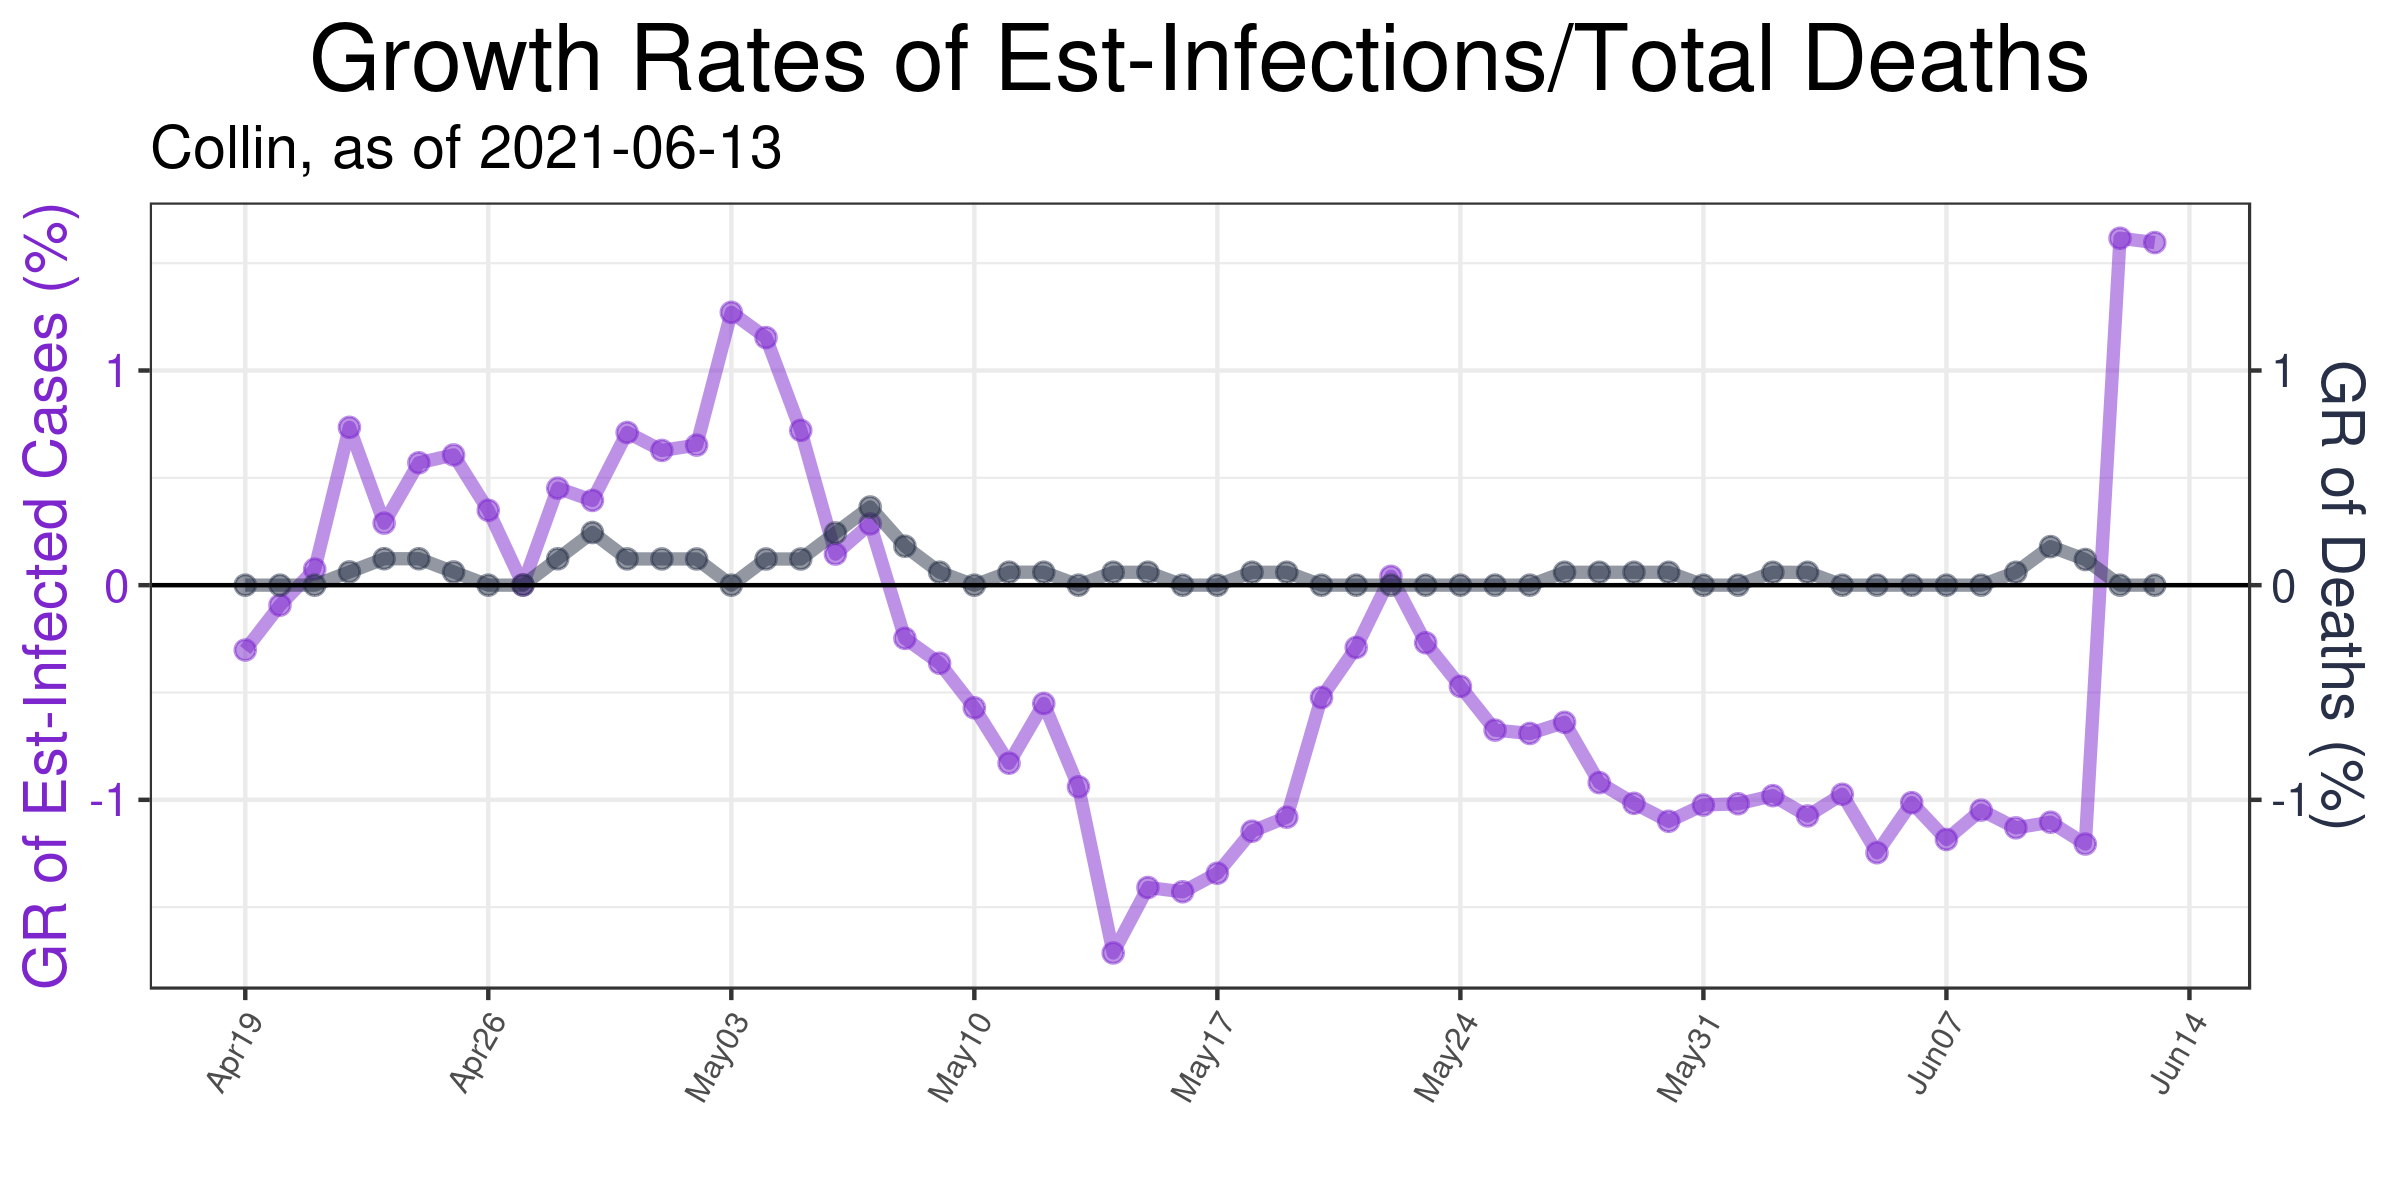 Growth Rates of Est-Infections/Total Deaths
Collin, as of 2021-06-13
GR of Est-Infected Cases (%)
1
0
-1
1
0
-1
GR of Deaths (%)
Apr19
Apr26
May03
May10
May17
May24
May31
Jun07
Jun14